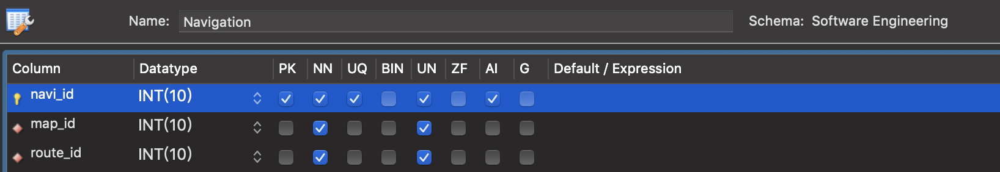 Name: Navigation Schema: Software Engineering
Column Datatype PK NN UQ BIN UN ZF AI G Default / Expression
navi_id INT(10)
map_id INT(10)
route_id INT(10)